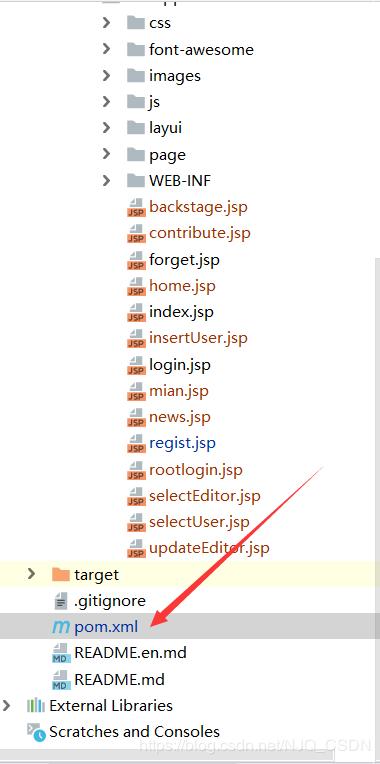 css
font-awesome
images
js
layui
page
WEB-INF
JSP backstage.jsp
JSP contribute.jsp
JSP forget.jsp
JSP home.jsp
JSP index.jsp
JSP insertUser.jsp
JSP login.jsp
JSP mian.jsp
JSP news.jsp
JSP regist.jsp
JSP rootlogin.jsp
JSP selectEditor.jsp
JSP selectUser.jsp
JSP updateEditor.jsp
target
.gitignore
m pom.xml
MD README.en.md
MD README.md
External Libraries
Scratches and Consoles
https://blog.csdn.net/NJQ_CSDN